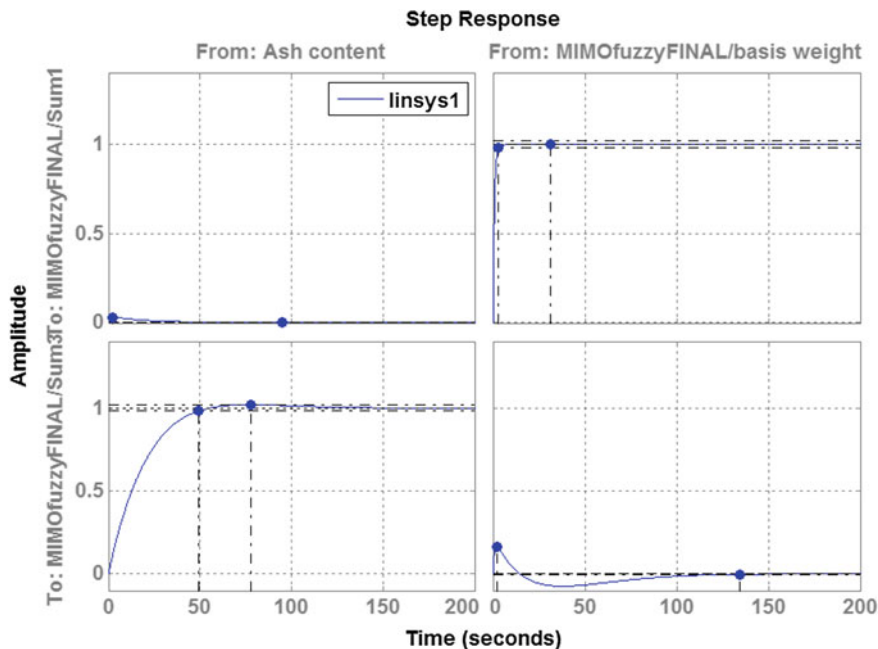 Step Response
From: Ash content
From: MIMOfuzzyFINAL/basis weight
linsys1
Amplitude
To: MIMOfuzzyFINAL/Sum1
1
0.5
0
To: MIMOfuzzyFINAL/Sum3
1
0.5
0
0 50 100 150 200
50 100 150 200
Time (seconds)